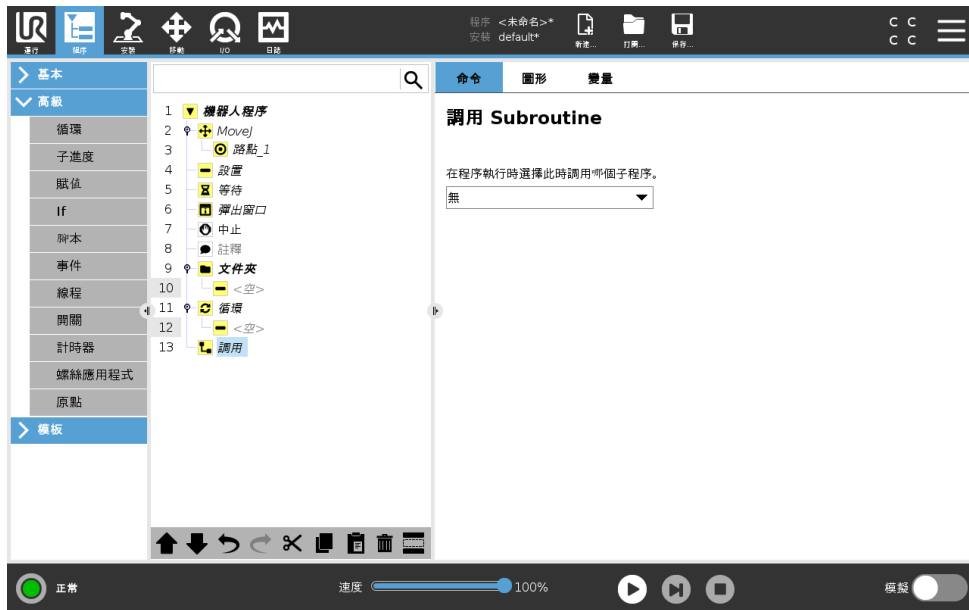 UR
運行
程序
安裝
移動
I/O
日誌
程序 <未命名>*
安裝 default*
新建...
打開...
保存...
C C
C C
基本
高級
循環
子進度
賦值
If
腳本
事件
線程
開關
計時器
螺絲應用程式
原點
模板
1 機器人程序
2 MoveJ
3 路點_1
4 設置
5 等待
6 彈出窗口
7 中止
8 註釋
9 文件夾
10 <空>
11 循環
12 <空>
13 調用
命令 圖形 變量
調用 Subroutine
在程序執行時選擇此時調用哪個子程序。
無
正常
速度 100%
模擬